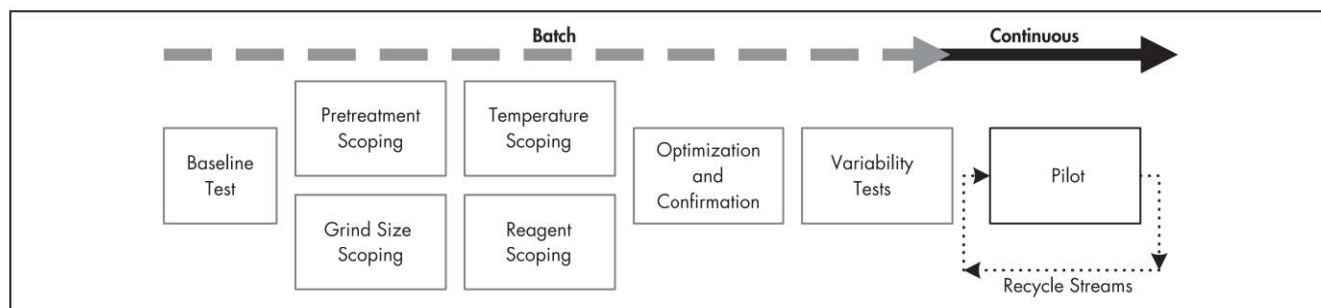 Batch
Continuous
Baseline
Test
Pretreatment
Scoping
Grind Size
Scoping
Temperature
Scoping
Reagent
Scoping
Optimization
and
Confirmation
Variability
Tests
Pilot
Recycle Streams